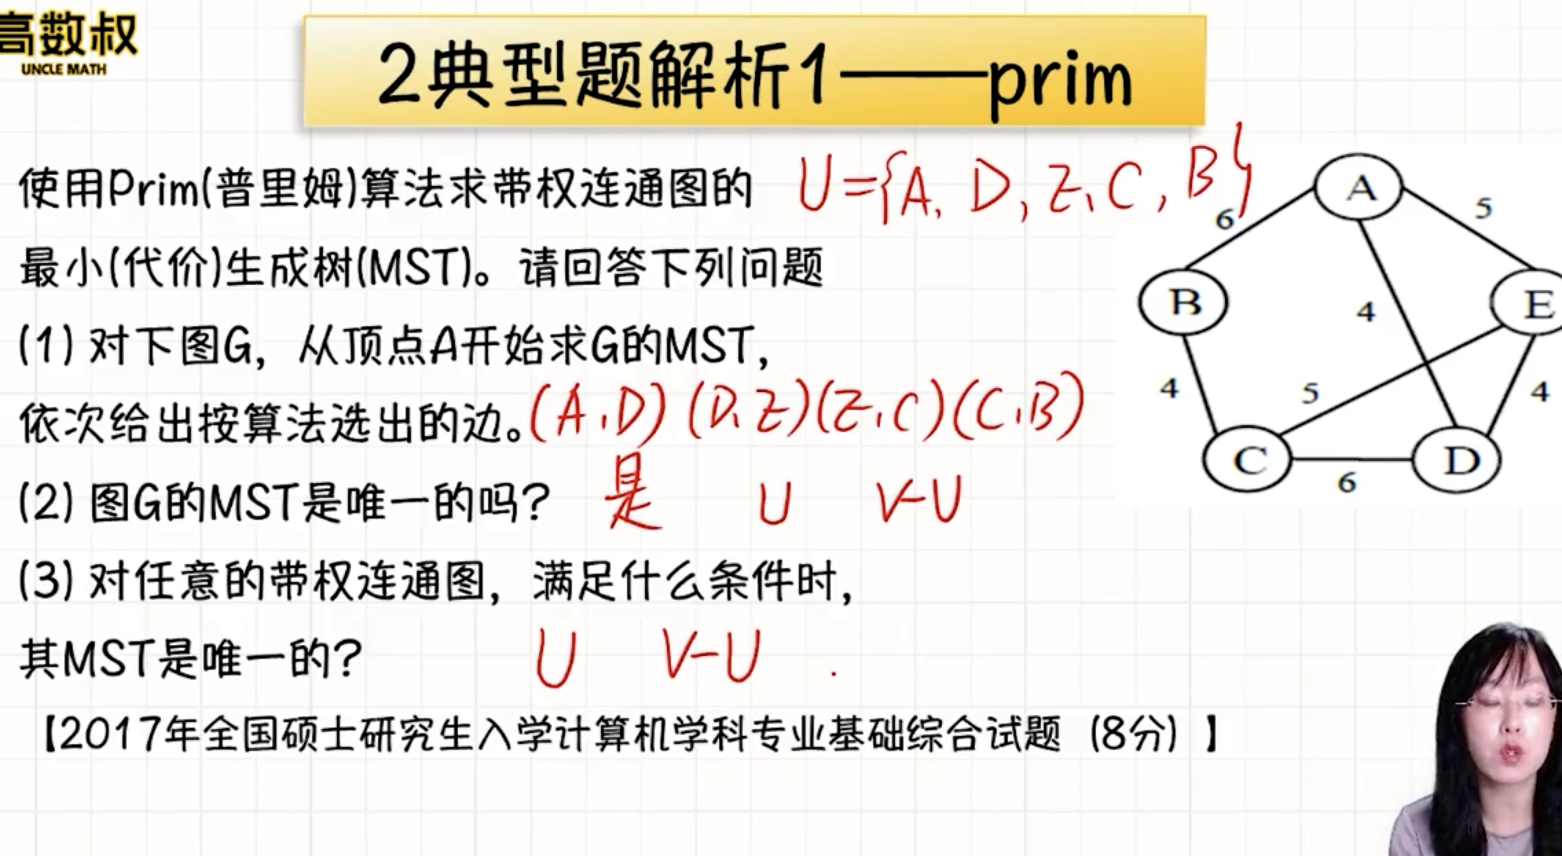 高数叔
UNCLE MATH
2典型题解析1——prim
使用Prim(普里姆)算法求带权连通图的
U={A, D, E, C, B}
最小(代价)生成树(MST)。请回答下列问题
(1) 对下图G，从顶点A开始求G的MST，
依次给出按算法选出的边。(A,D) (D,E)(E,C)(C,B)
(2) 图G的MST是唯一的吗？ 是 U V-U
(3) 对任意的带权连通图，满足什么条件时，
其MST是唯一的？ U V-U
【2017年全国硕士研究生入学计算机学科专业基础综合试题（8分）】
A
6
5
B
E
4
4
5
4
C
D
6